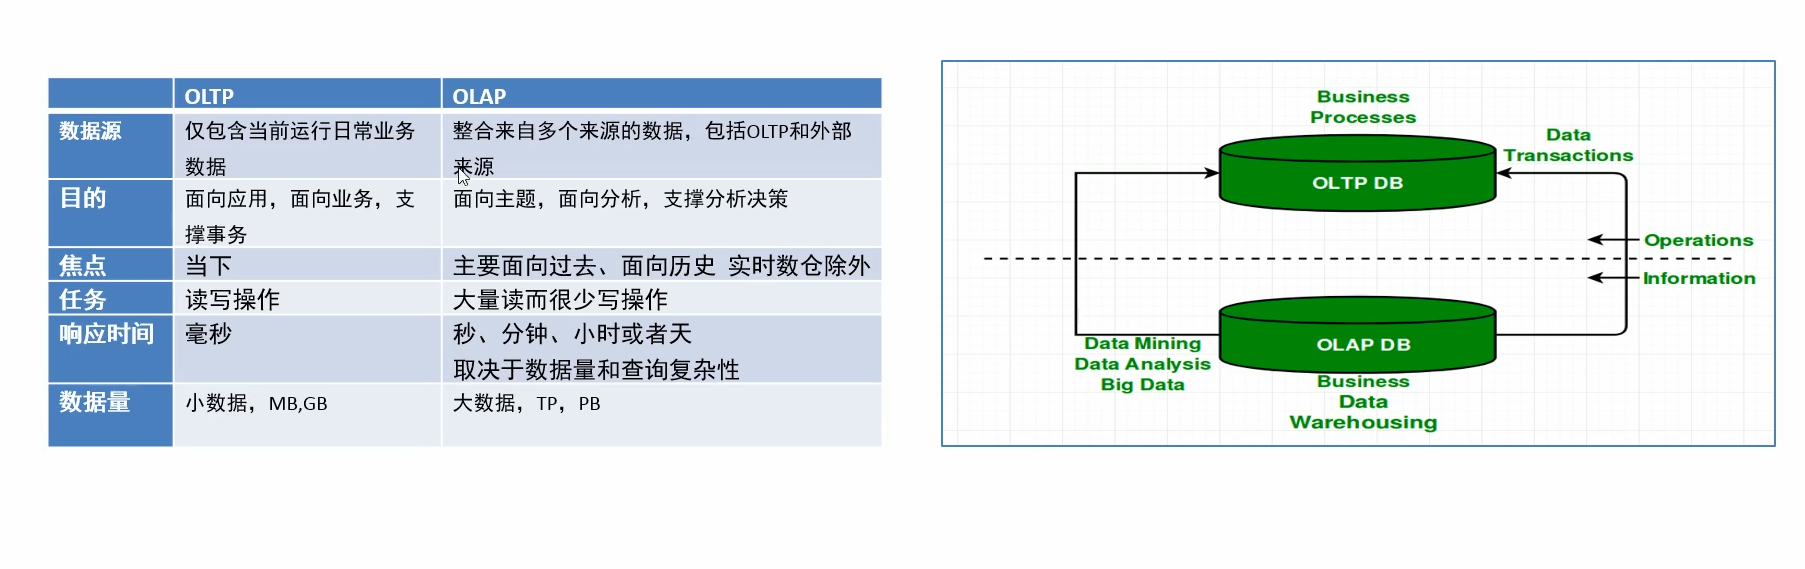 OLTP
OLAP
数据源
仅包含当前运行日常业务
数据
整合来自多个来源的数据，包括OLTP和外部
来源
目的
面向应用，面向业务，支
撑事务
面向主题，面向分析，支撑分析决策
焦点
当下
主要面向过去、面向历史 实时数仓除外
任务
读写操作
大量读而很少写操作
响应时间
毫秒
秒、分钟、小时或者天
取决于数据量和查询复杂性
数据量
小数据，MB,GB
大数据，TP，PB
Business
Processes
OLTP DB
Data
Transactions
Operations
Information
OLAP DB
Data Mining
Data Analysis
Big Data
Business
Data
Warehousing